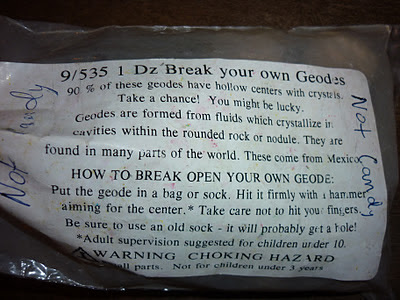 9/535 1 Dz Break your own Geodes
90 % of these geodes have hollow centers with crystals.
Take a chance! You might be lucky.
Geodes are formed from fluids which crystallize in
cavities within the rounded rock or nodule. They are
found in many parts of the world. These come from Mexico
HOW TO BREAK OPEN YOUR OWN GEODE:
Put the geode in a bag or sock. Hit it firmly with a hammer
aiming for the center.* Take care not to hit your fingers.
Be sure to use an old sock - it will probably get a hole!
*Adult supervision suggested for children under 10.
WARNING CHOKING HAZARD
parts. Not for children under 3 years
Not Candy
Not